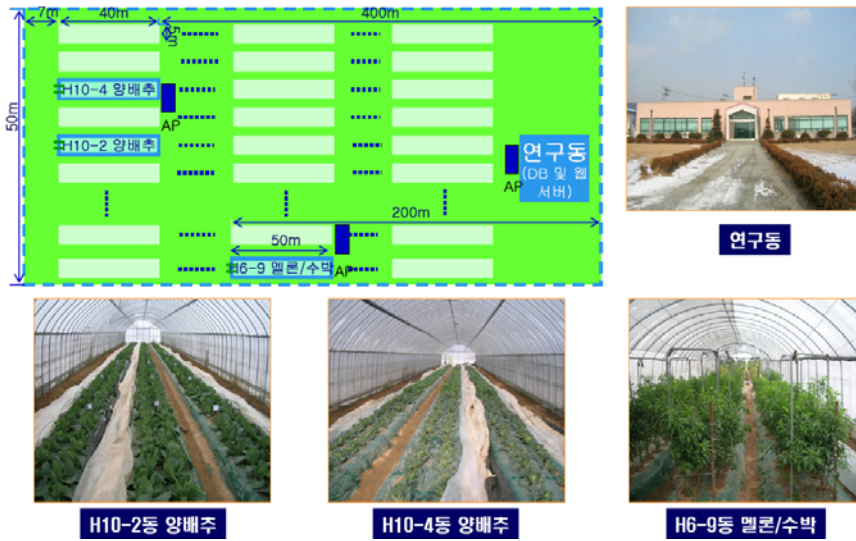 7m
40m
400m
5m
50m
H10-4 양배추
AP
H10-2 양배추
연구동
(DB 및 웹
서버)
AP
200m
50m
H6-9 멜론/수박
AP
연구동
H10-2동 양배추
H10-4동 양배추
H6-9동 멜론/수박